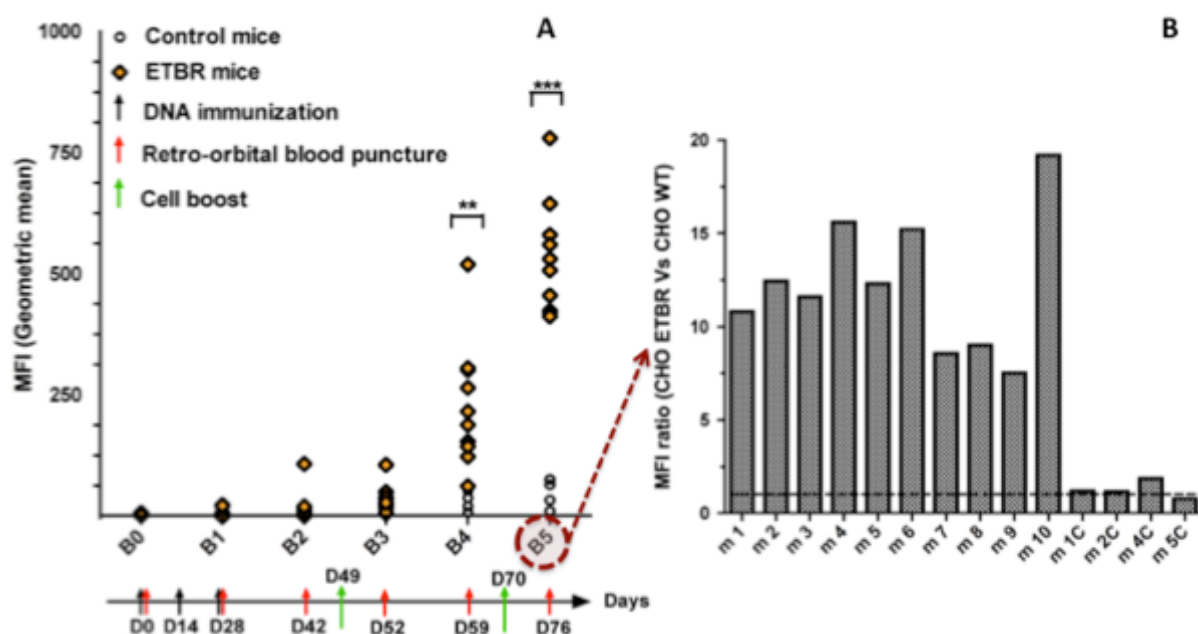 A
1000
750
500
250
MFI (Geometric mean)
Control mice
ETBR mice
DNA immunization
Retro-orbital blood puncture
Cell boost
**
***
B0
B1
B2
B3
B4
B5
D49
D70
Days
D0
D14
D28
D42
D52
D59
D76
B
20
15
10
5
0
MFI ratio (CHO ETBR Vs CHO WT)
m 1
m 2
m 3
m 4
m 5
m 6
m 7
m 8
m 9
m 10
m 1C
m 2C
m 4C
m 5C